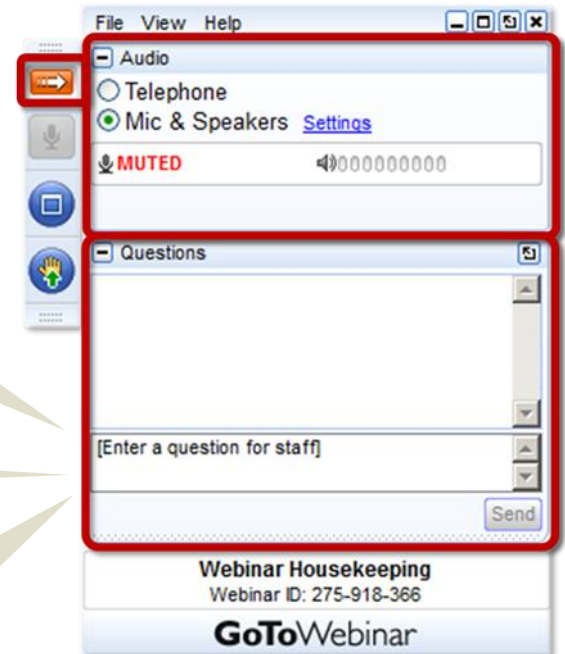 File View Help
Audio
Telephone
Mic & Speakers Settings
MUTED 000000000
Questions
[Enter a question for staff]
Send
Webinar Housekeeping
Webinar ID: 275-918-366
GoToWebinar